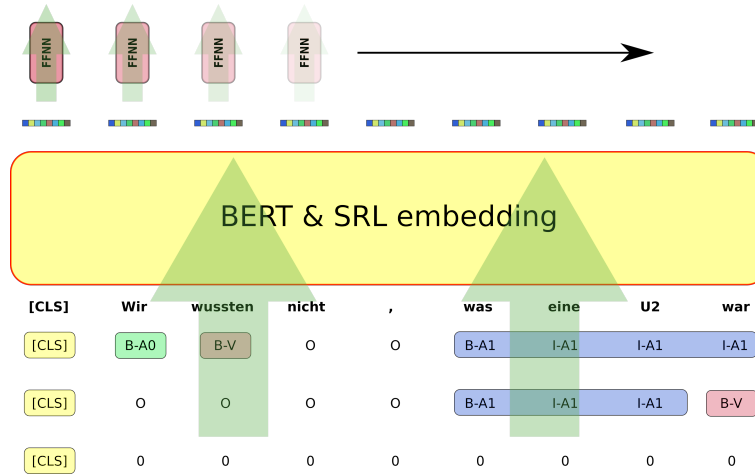 FFNN FFNN FFNN FFNN
BERT & SRL embedding
[CLS] Wir wussten nicht , was eine U2 war
[CLS] B-A0 B-V O O B-A1 I-A1 I-A1 I-A1
[CLS] O O O O B-A1 I-A1 I-A1 B-V
[CLS] 0 0 0 0 0 0 0 0